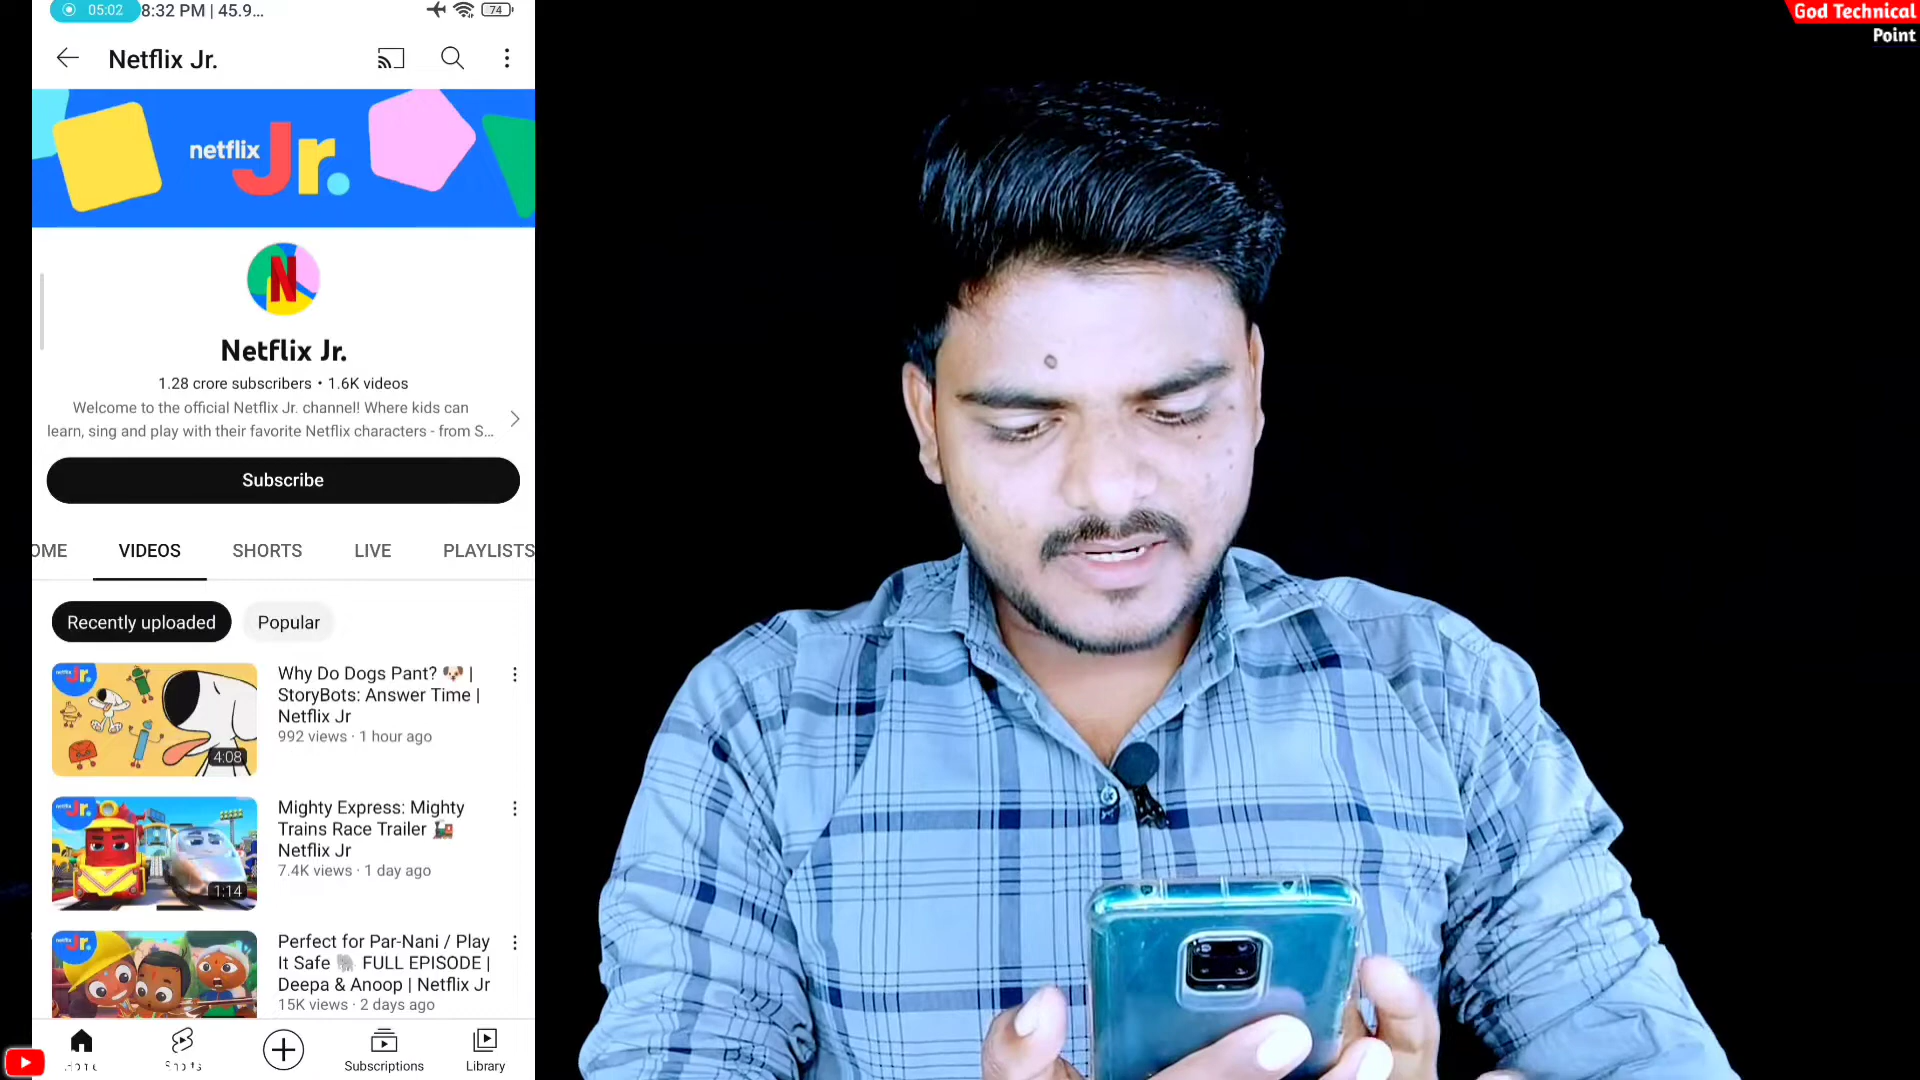 05:02 8:32 PM | 45.9...
74
God Technical
Point
Netflix Jr.
netflix Jr.
N
Netflix Jr.
1.28 crore subscribers • 1.6K videos
Welcome to the official Netflix Jr. channel! Where kids can
learn, sing and play with their favorite Netflix characters - from S...
Subscribe
OME VIDEOS SHORTS LIVE PLAYLISTS
Recently uploaded Popular
Jr.
Why Do Dogs Pant? 🐶 |
StoryBots: Answer Time |
Netflix Jr
992 views · 1 hour ago
4:08
Jr.
Mighty Express: Mighty
Trains Race Trailer 🚂
Netflix Jr
7.4K views · 1 day ago
1:14
Jr.
Perfect for Par-Nani / Play
It Safe 🐘 FULL EPISODE |
Deepa & Anoop | Netflix Jr
15K views · 2 days ago
Subscriptions Library